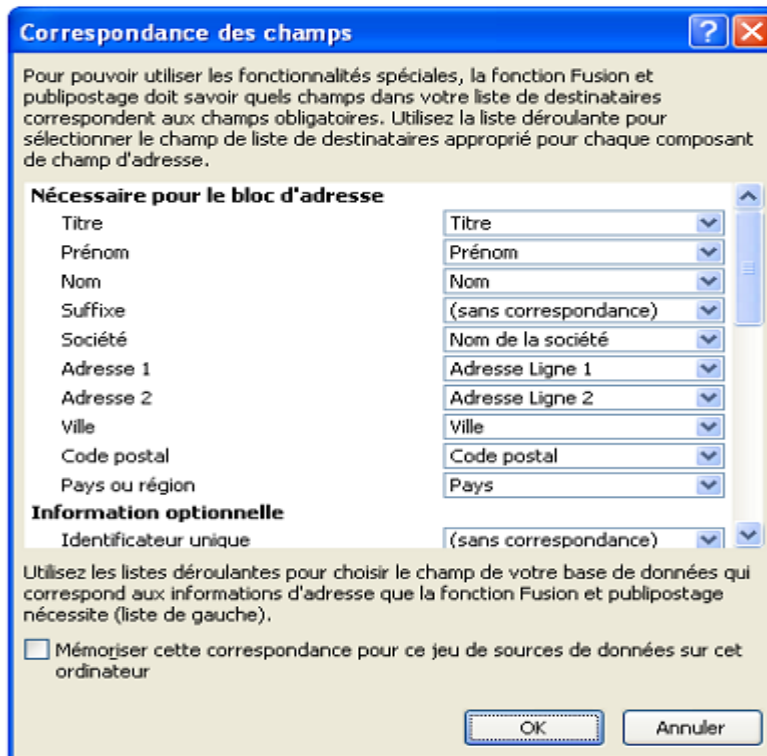 Correspondance des champs
Pour pouvoir utiliser les fonctionnalités spéciales, la fonction Fusion et
publipostage doit savoir quels champs dans votre liste de destinataires
correspondent aux champs obligatoires. Utilisez la liste déroulante pour
sélectionner le champ de liste de destinataires approprié pour chaque composant
de champ d'adresse.
Nécessaire pour le bloc d'adresse
Titre Titre
Prénom Prénom
Nom Nom
Suffixe (sans correspondance)
Société Nom de la société
Adresse 1 Adresse Ligne 1
Adresse 2 Adresse Ligne 2
Ville Ville
Code postal Code postal
Pays ou région Pays
Information optionnelle
Identificateur unique (sans correspondance)
Utilisez les listes déroulantes pour choisir le champ de votre base de données qui
correspond aux informations d'adresse que la fonction Fusion et publipostage
nécessite (liste de gauche).
Mémoriser cette correspondance pour ce jeu de sources de données sur cet
ordinateur
OK Annuler